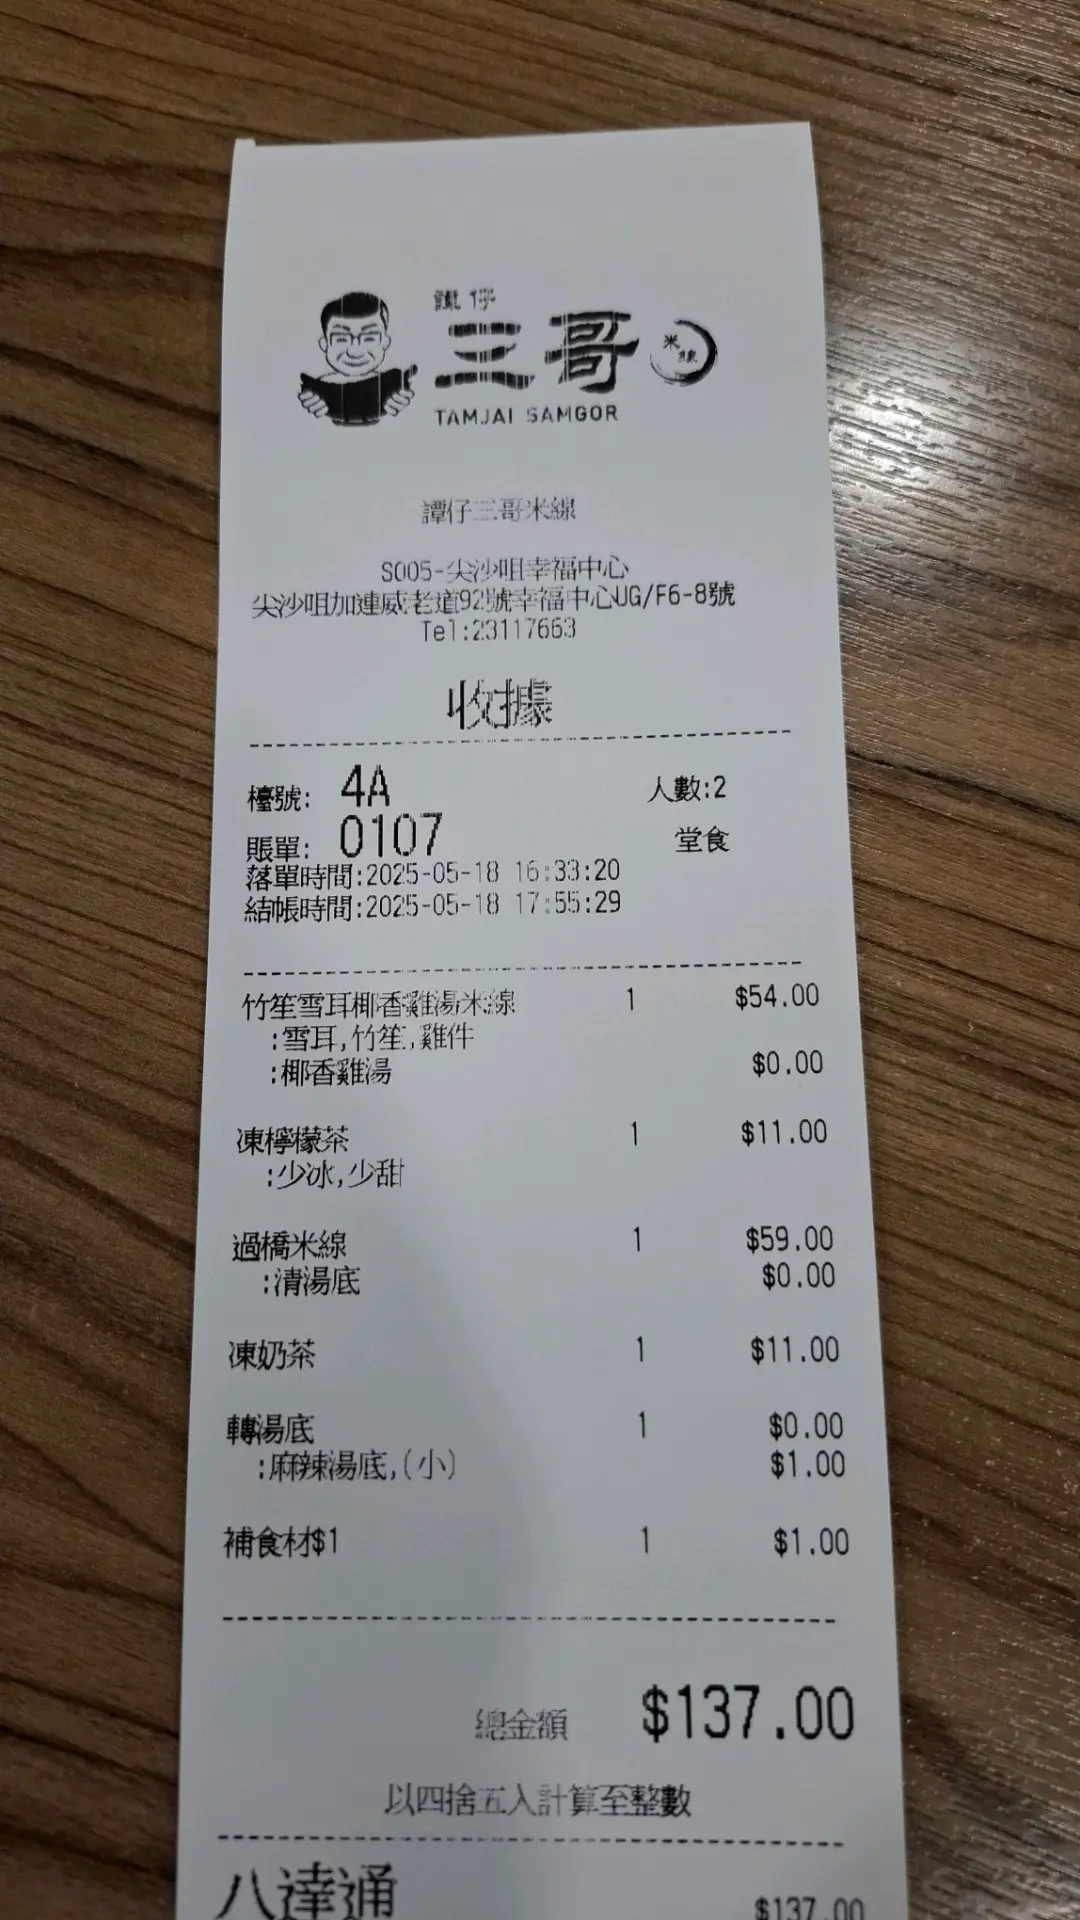 譚仔
三哥
米線
TAMJAI SAMGOR
譚仔三哥米線
S005-尖沙咀幸福中心
尖沙咀加連威老道92號幸福中心UG/F6-8號
Tel:23117663
收據
檯號: 4A 人數:2
賬單: 0107 堂食
落單時間:2025-05-18 16:33:20
結帳時間:2025-05-18 17:55:29
竹笙雪耳椰香雞湯米線 1 $54.00
:雪耳,竹笙,雞件
:椰香雞湯 $0.00
凍檸檬茶 1 $11.00
:少冰,少甜
過橋米線 1 $59.00
:清湯底 $0.00
凍奶茶 1 $11.00
轉湯底 1 $0.00
:麻辣湯底,(小) $1.00
補食材$1 1 $1.00
總金額 $137.00
以四捨五入計算至整數
八達通 $137.00